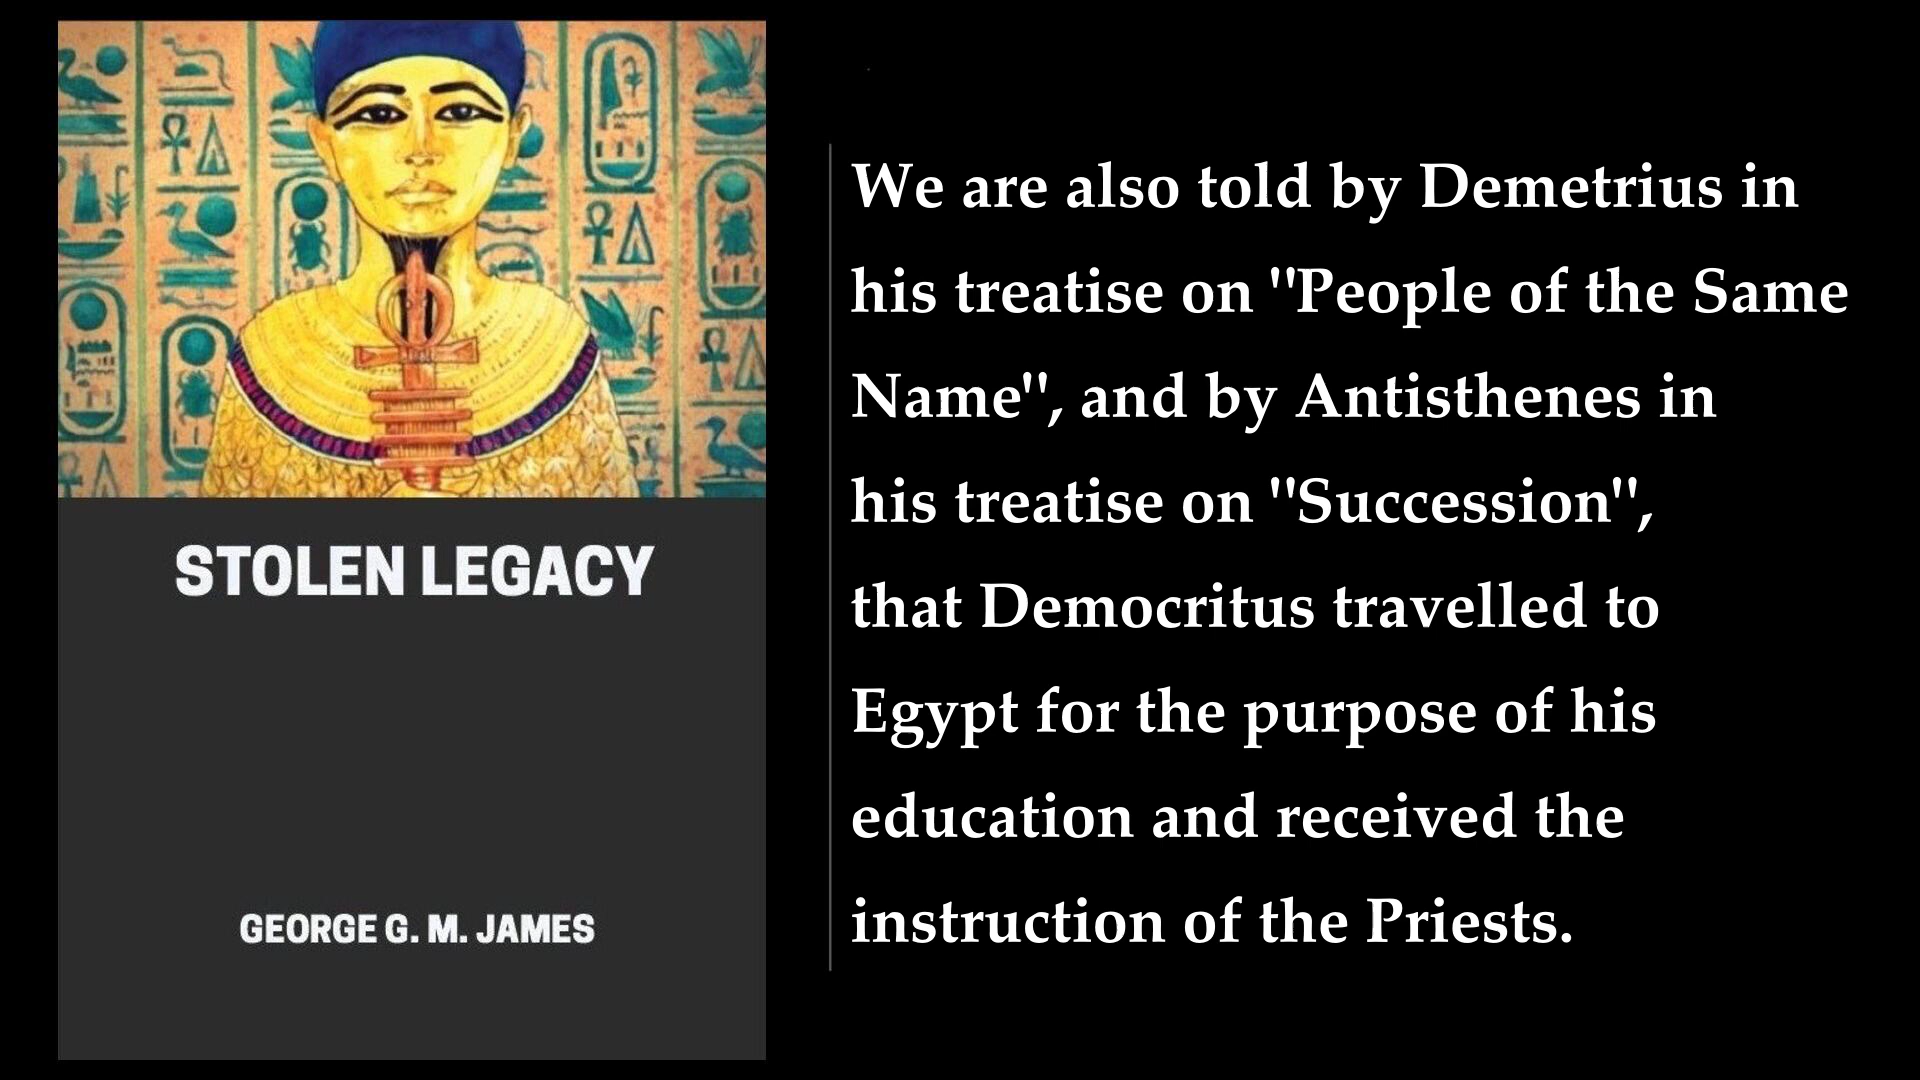 STOLEN LEGACY
GEORGE G. M. JAMES
We are also told by Demetrius in
his treatise on "People of the Same
Name", and by Antisthenes in
his treatise on "Succession",
that Democritus travelled to
Egypt for the purpose of his
education and received the
instruction of the Priests.